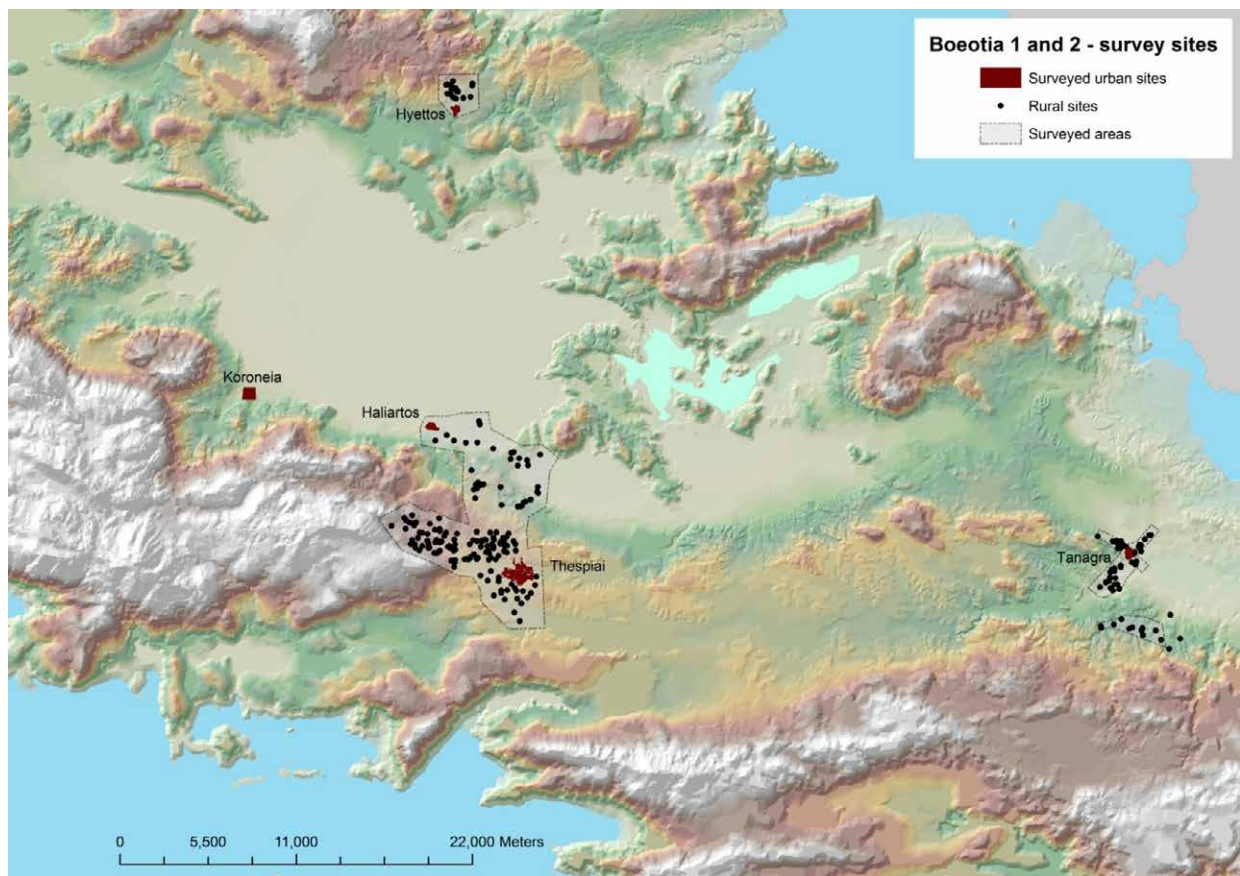 Boeotia 1 and 2 - survey sites
Surveyed urban sites
Rural sites
Surveyed areas
Hyettos
Koroneia
Haliartos
Thespiai
Tanagra
0 5,500 11,000 22,000 Meters